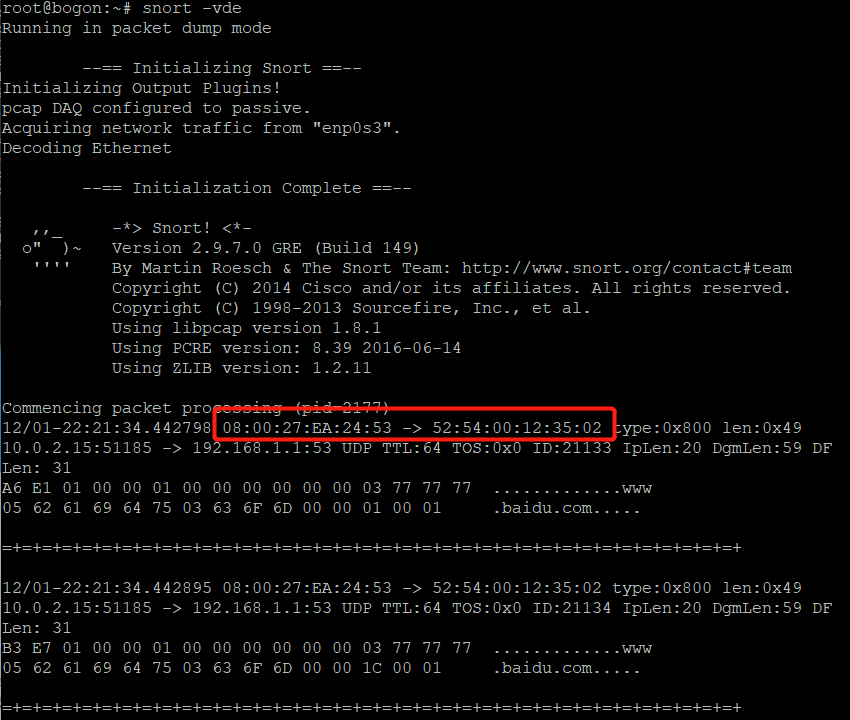 root@bogon:~# snort -vde
Running in packet dump mode
--== Initializing Snort ==--
Initializing Output Plugins!
pcap DAQ configured to passive.
Acquiring network traffic from "enp0s3".
Decoding Ethernet
--== Initialization Complete ==--
,,_ -*> Snort! <*-
o" )~ Version 2.9.7.0 GRE (Build 149)
'''' By Martin Roesch & The Snort Team: http://www.snort.org/contact#team
Copyright (C) 2014 Cisco and/or its affiliates. All rights reserved.
Copyright (C) 1998-2013 Sourcefire, Inc., et al.
Using libpcap version 1.8.1
Using PCRE version: 8.39 2016-06-14
Using ZLIB version: 1.2.11
Commencing packet processing (pid=2177)
12/01-22:21:34.442798 08:00:27:EA:24:53 -> 52:54:00:12:35:02 type:0x800 len:0x49
10.0.2.15:51185 -> 192.168.1.1:53 UDP TTL:64 TOS:0x0 ID:21133 IpLen:20 DgmLen:59 DF
Len: 31
A6 E1 01 00 00 01 00 00 00 00 00 00 03 77 77 77 .............www
05 62 61 69 64 75 03 63 6F 6D 00 00 01 00 01 .baidu.com.....
=+=+=+=+=+=+=+=+=+=+=+=+=+=+=+=+=+=+=+=+=+=+=+=+=+=+=+=+=+=+=+=+=+=+=+=+=+
12/01-22:21:34.442895 08:00:27:EA:24:53 -> 52:54:00:12:35:02 type:0x800 len:0x49
10.0.2.15:51185 -> 192.168.1.1:53 UDP TTL:64 TOS:0x0 ID:21134 IpLen:20 DgmLen:59 DF
Len: 31
B3 E7 01 00 00 01 00 00 00 00 00 00 03 77 77 77 .............www
05 62 61 69 64 75 03 63 6F 6D 00 00 1C 00 01 .baidu.com.....
=+=+=+=+=+=+=+=+=+=+=+=+=+=+=+=+=+=+=+=+=+=+=+=+=+=+=+=+=+=+=+=+=+=+=+=+=+